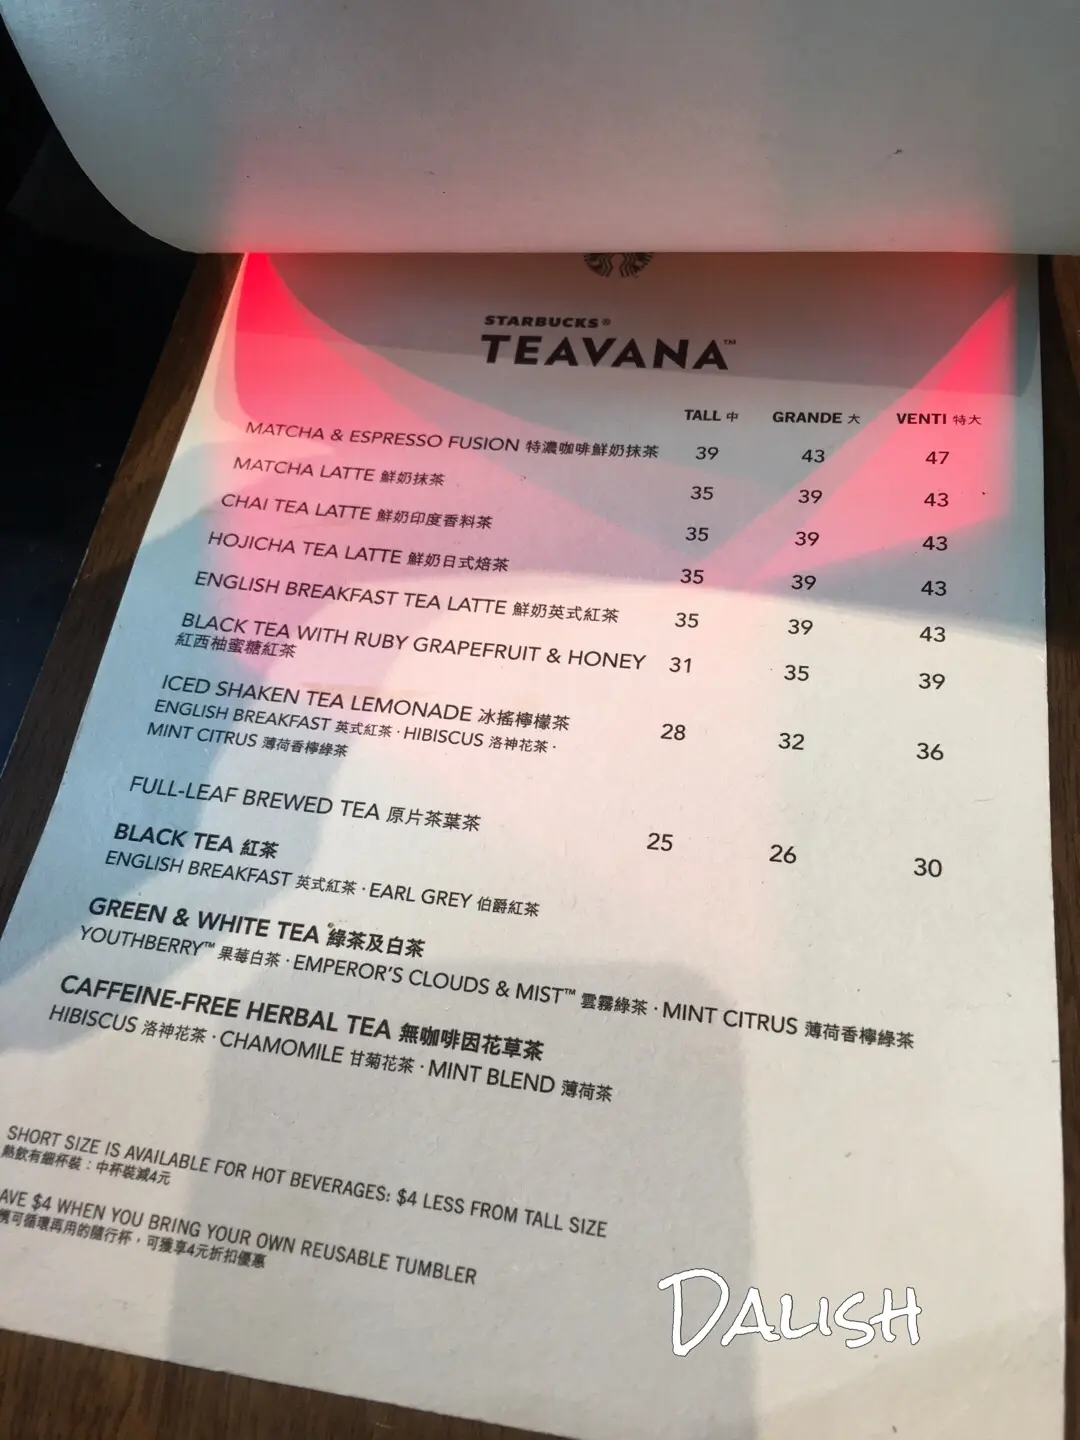 STARBUCKS®
TEAVANA™
TALL 中 GRANDE 大 VENTI 特大
MATCHA & ESPRESSO FUSION 特濃咖啡鮮奶抹茶 39 43 47
MATCHA LATTE 鮮奶抹茶 35 39 43
CHAI TEA LATTE 鮮奶印度香料茶 35 39 43
HOJICHA TEA LATTE 鮮奶日式焙茶 35 39 43
ENGLISH BREAKFAST TEA LATTE 鮮奶英式紅茶 35 39 43
BLACK TEA WITH RUBY GRAPEFRUIT & HONEY 31 35 39
紅西柚蜜糖紅茶
ICED SHAKEN TEA LEMONADE 冰搖檸檬茶 28 32 36
ENGLISH BREAKFAST 英式紅茶 · HIBISCUS 洛神花茶 ·
MINT CITRUS 薄荷香檸綠茶
FULL-LEAF BREWED TEA 原片茶葉茶 25 26 30
BLACK TEA 紅茶
ENGLISH BREAKFAST 英式紅茶 · EARL GREY 伯爵紅茶
GREEN & WHITE TEA 綠茶及白茶
YOUTHBERRY™ 果莓白茶 · EMPEROR'S CLOUDS & MIST™ 雲霧綠茶 · MINT CITRUS 薄荷香檸綠茶
CAFFEINE-FREE HERBAL TEA 無咖啡因花草茶
HIBISCUS 洛神花茶 · CHAMOMILE 甘菊花茶 · MINT BLEND 薄荷茶
SHORT SIZE IS AVAILABLE FOR HOT BEVERAGES: $4 LESS FROM TALL SIZE
熱飲有細杯裝：中杯裝減4元
AVE $4 WHEN YOU BRING YOUR OWN REUSABLE TUMBLER
可循環再用的隨行杯，可獲享4元折扣優惠
DALISH